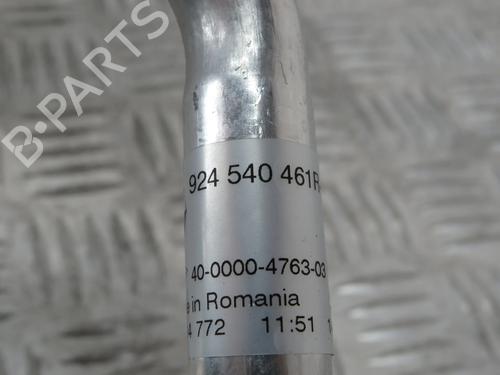 B-PARTS
924 540 461R
40-0000-4763-03
in Romania
772 11:51